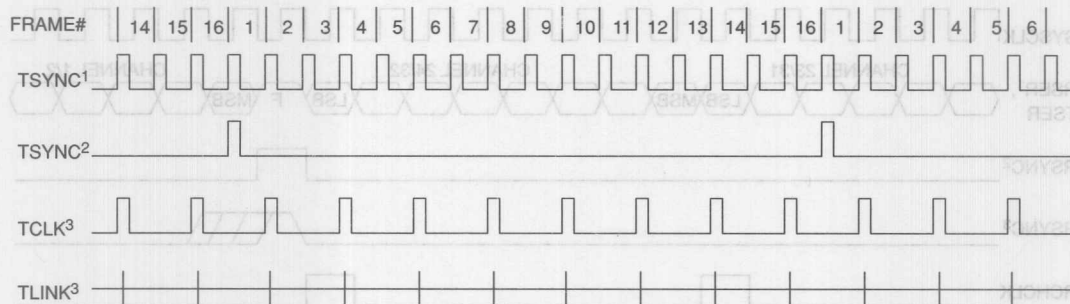 FRAME# 14 15 16 1 2 3 4 5 6 7 8 9 10 11 12 13 14 15 16 1 2 3 4 5 6
TSYNC1
TSYNC2
TCLK3
TLINK3